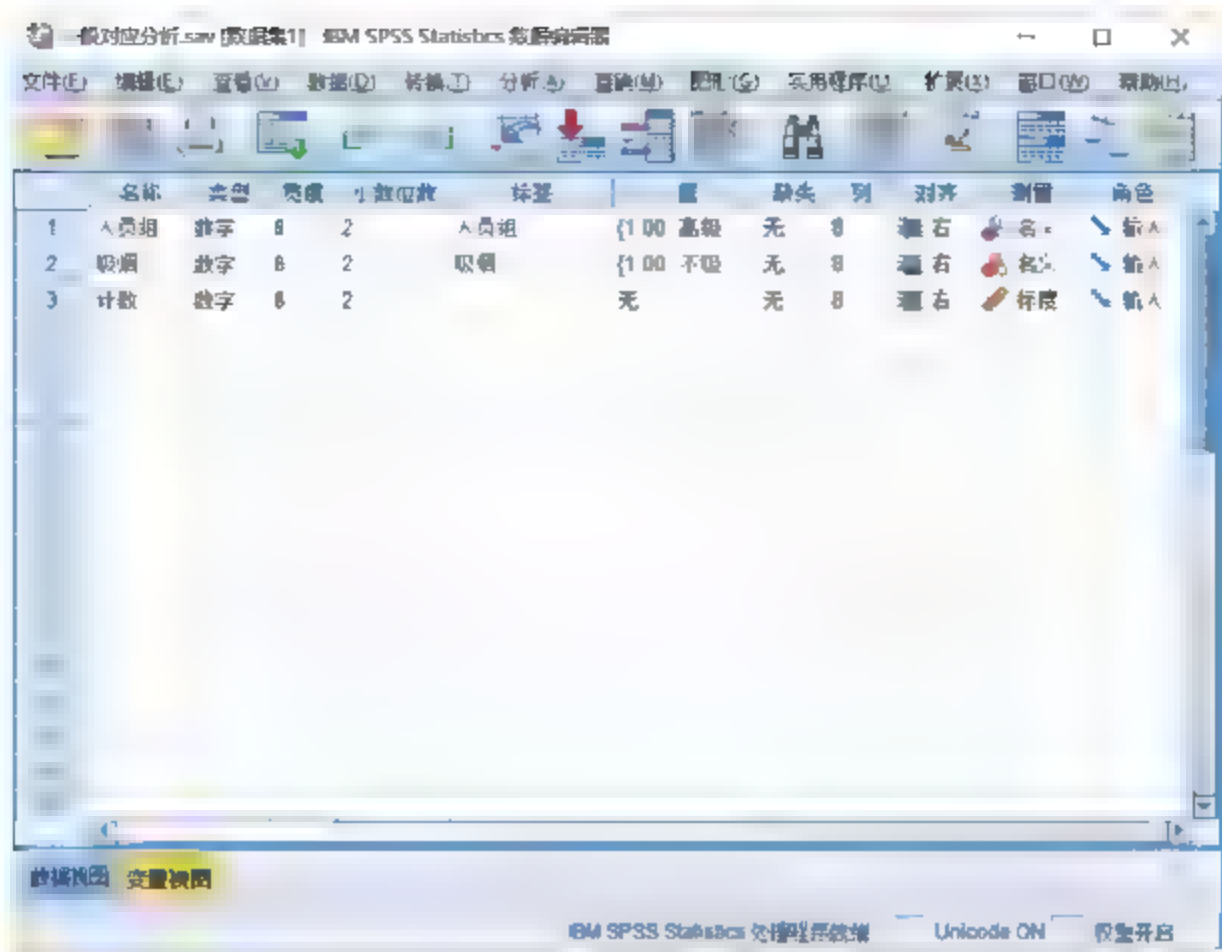 一般对应分析.sav [数据集1] - IBM SPSS Statistics 数据编辑器
文件(F) 编辑(E) 查看(V) 数据(D) 转换(T) 分析(A) 直销(M) 图形(G) 实用程序(U) 扩展(X) 窗口(W) 帮助(H)
名称 类型 宽度 小数位数 标签 值 缺失 列 对齐 测量 角色
1 人员组 数字 8 2 人员组 {1.00, 高级 无 8 右 名义 输入
2 吸烟 数字 8 2 吸烟 {1.00, 不吸 无 8 右 名义 输入
3 计数 数字 8 2 无 无 8 右 标度 输入
数据视图 变量视图
IBM SPSS Statistics 处理程序就绪 Unicode:ON 权重开启